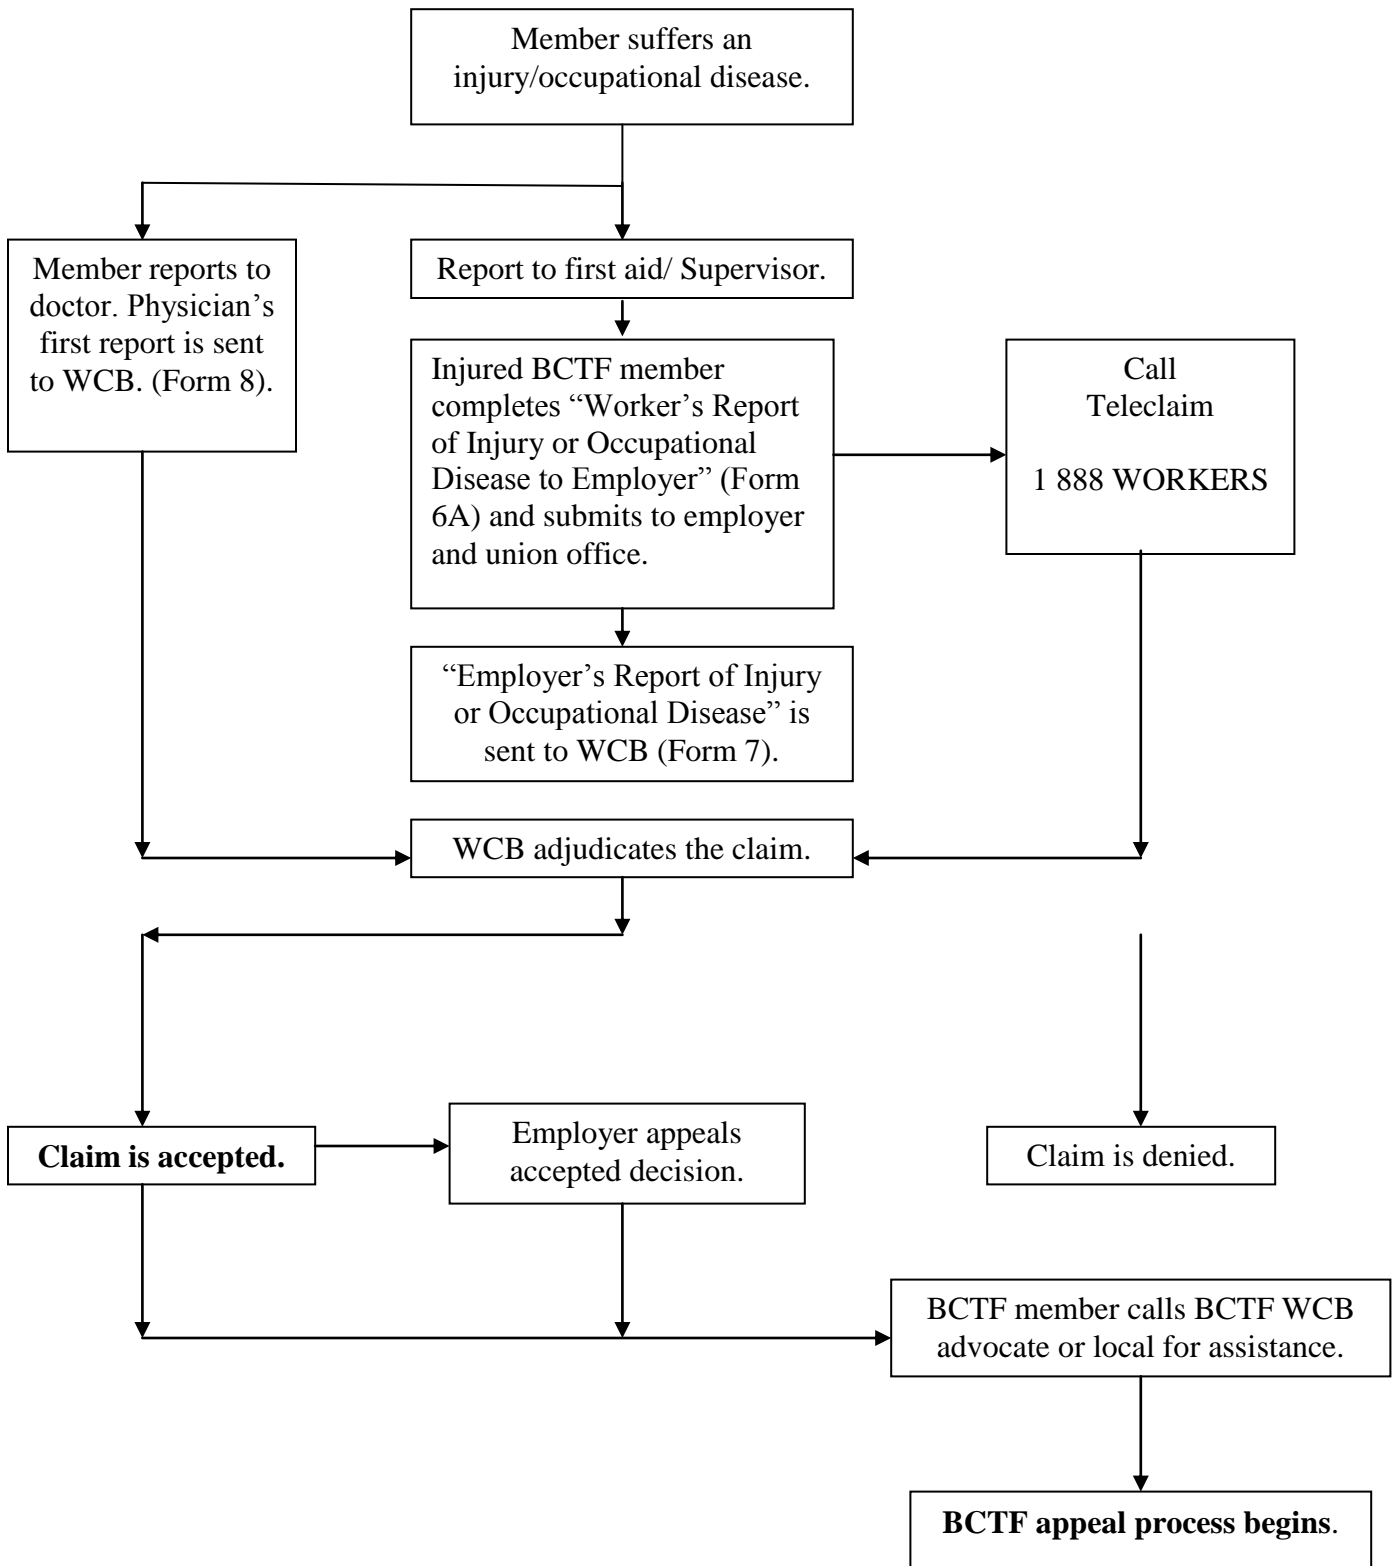 Member suffers an
injury/occupational disease.
Member reports to
doctor. Physician’s
first report is sent
to WCB. (Form 8).
Report to first aid/ Supervisor.
Injured BCTF member
completes “Worker’s Report
of Injury or Occupational
Disease to Employer” (Form
6A) and submits to employer
and union office.
Call
Teleclaim
1 888 WORKERS
“Employer’s Report of Injury
or Occupational Disease” is
sent to WCB (Form 7).
WCB adjudicates the claim.
Claim is accepted.
Employer appeals
accepted decision.
Claim is denied.
BCTF member calls BCTF WCB
advocate or local for assistance.
BCTF appeal process begins.